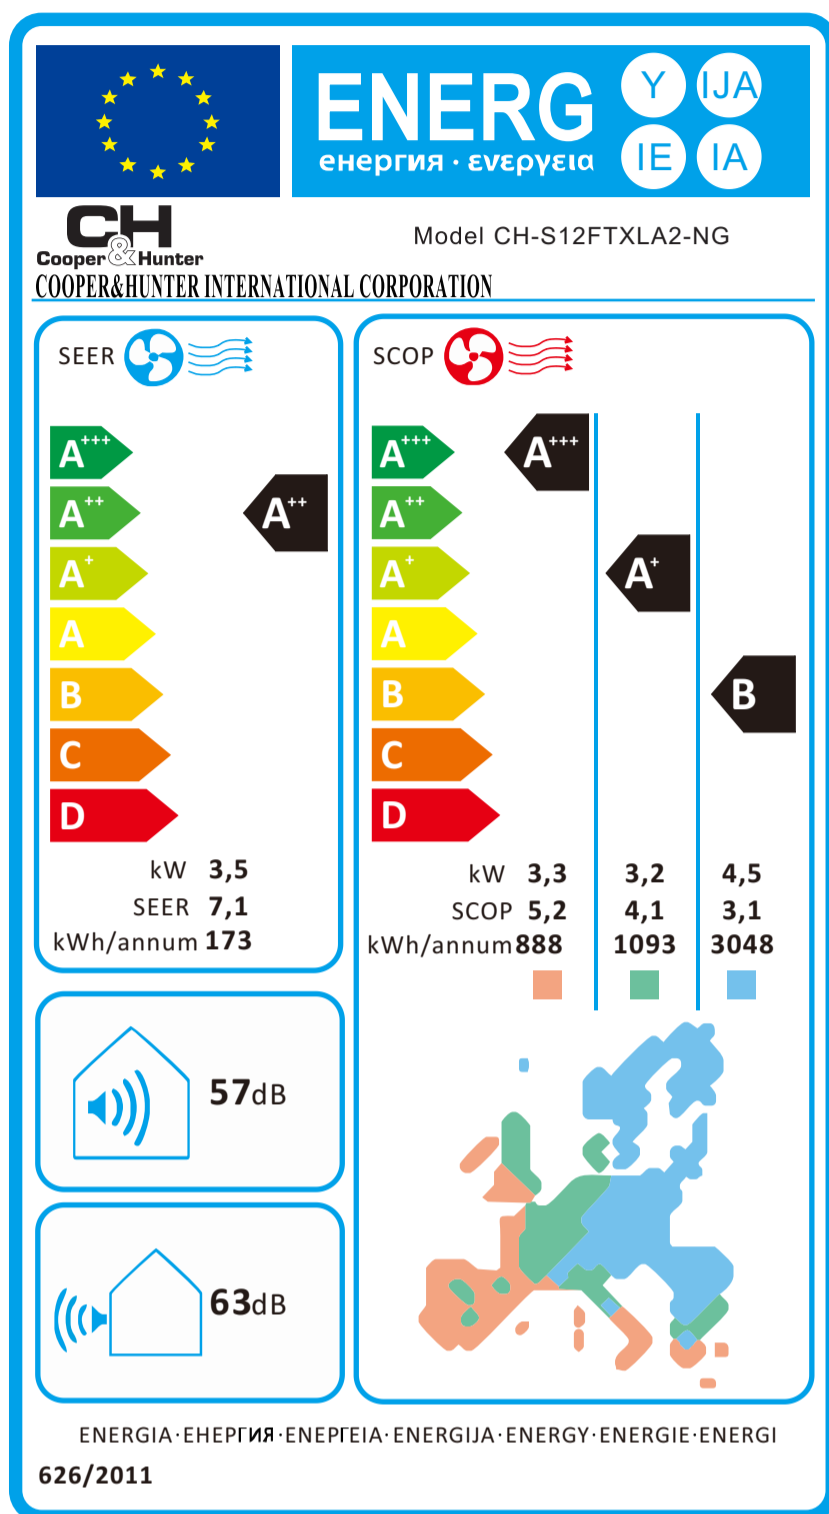 ENERG
енергия · ενεργεια
Y IJA
IE IA
CH
Cooper & Hunter
Model CH-S12FTXLA2-NG
COOPER&HUNTER INTERNATIONAL CORPORATION
SEER
A+++
A++
A+
A
B
C
D
A++
kW 3,5
SEER 7,1
kWh/annum 173
SCOP
A+++
A++
A+
A
B
C
D
A+++
A+
B
kW 3,3 3,2 4,5
SCOP 5,2 4,1 3,1
kWh/annum 888 1093 3048
57dB
63dB
ENERGIA·ЕНЕРГИЯ·ΕΝΕΡΓΕΙΑ·ENERGIJA·ENERGY·ENERGIE·ENERGI
626/2011